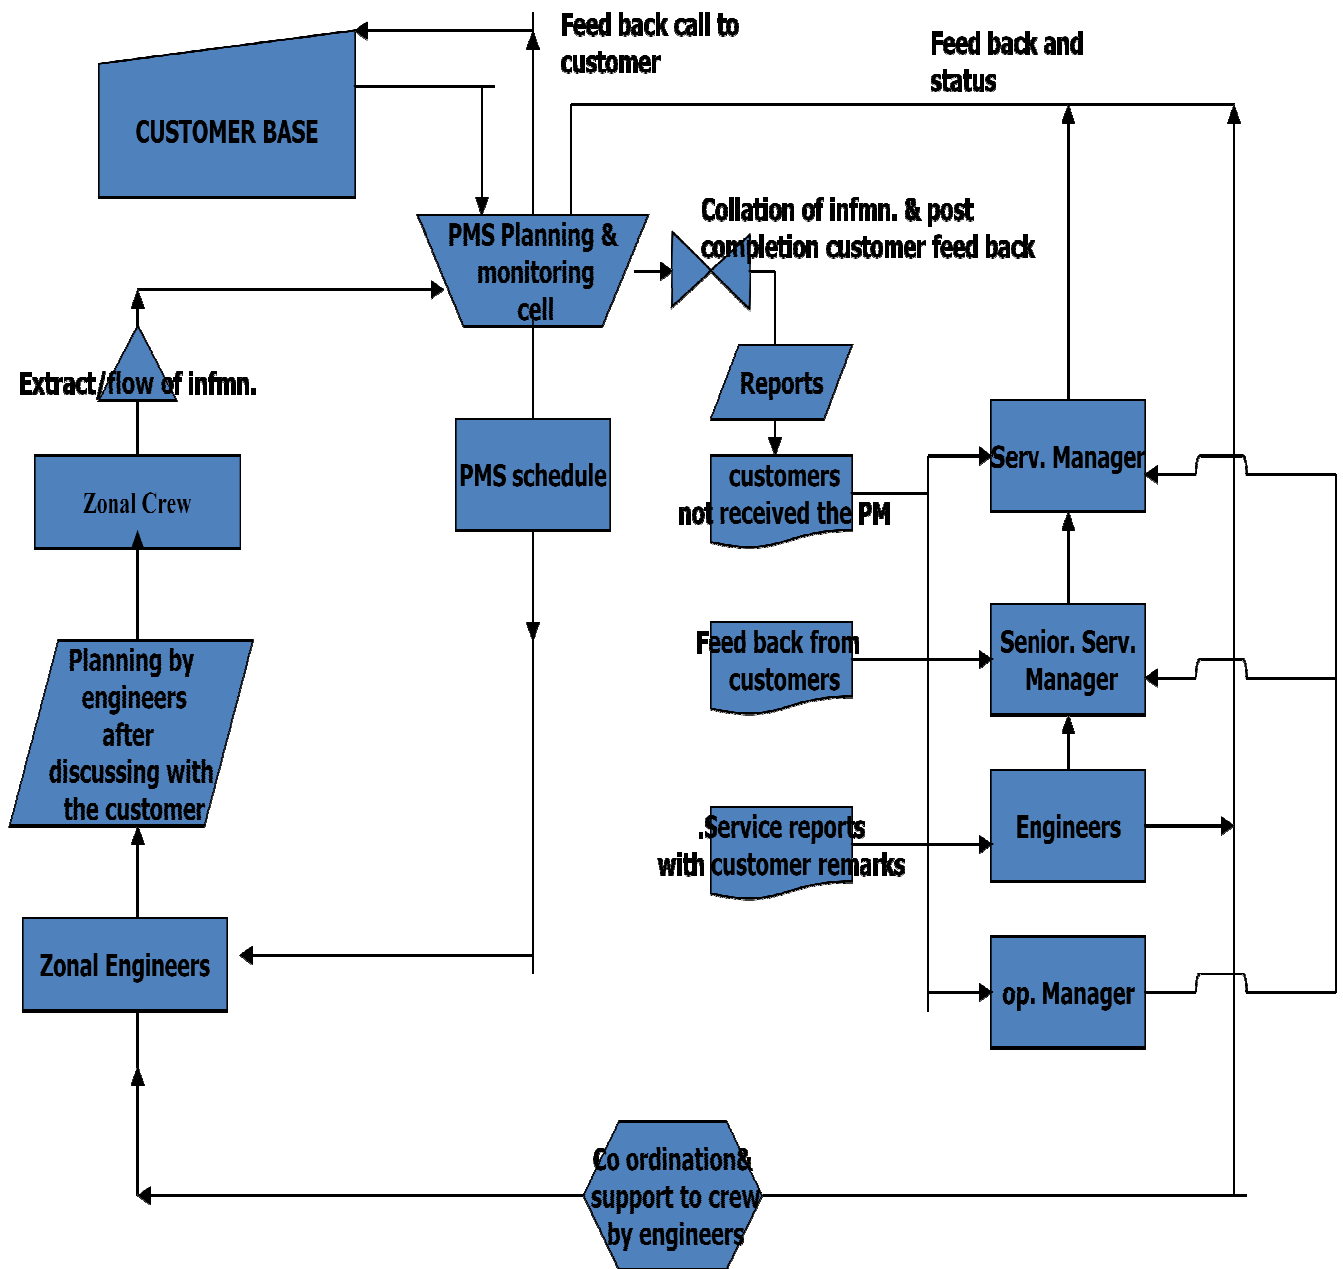 Feed back call to
customer
Feed back and
status
CUSTOMER BASE
Collation of infmn. & post
completion customer feed back
PMS Planning &
monitoring
cell
Extract/flow of infmn.
Reports
Zonal Crew
PMS schedule
customers
not received the PM
Serv. Manager
Planning by
engineers
after
discussing with
the customer
Feed back from
customers
Senior. Serv.
Manager
.Service reports
with customer remarks
Engineers
Zonal Engineers
op. Manager
Co ordination&
support to crew
by engineers